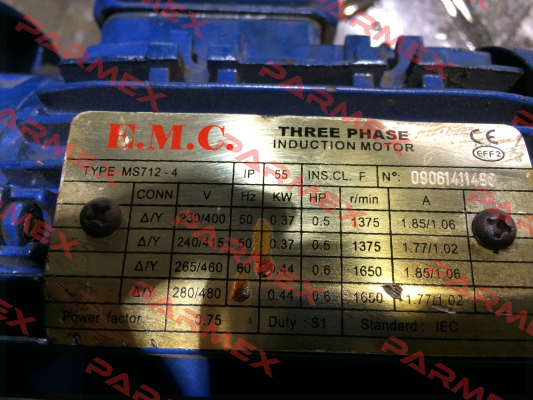 E.M.C. THREE PHASE INDUCTION MOTOR CE EFF2
TYPE MS712-4 IP 55 INS.CL. F Nº:
CONN V Hz KW HP r/min A
Δ/Y 230/400 50 0.37 0.5 1375 1.85/1.06
Δ/Y 240/415 50 0.37 0.5 1375 1.77/1.02
Δ/Y 265/460 60 0.44 0.6 1650 1.85/1.06
Δ/Y 280/480 0.44 0.6 1650 1.77/1.02
Power factor 0.75 Duty: S1 Standard: IEC
PARMEX